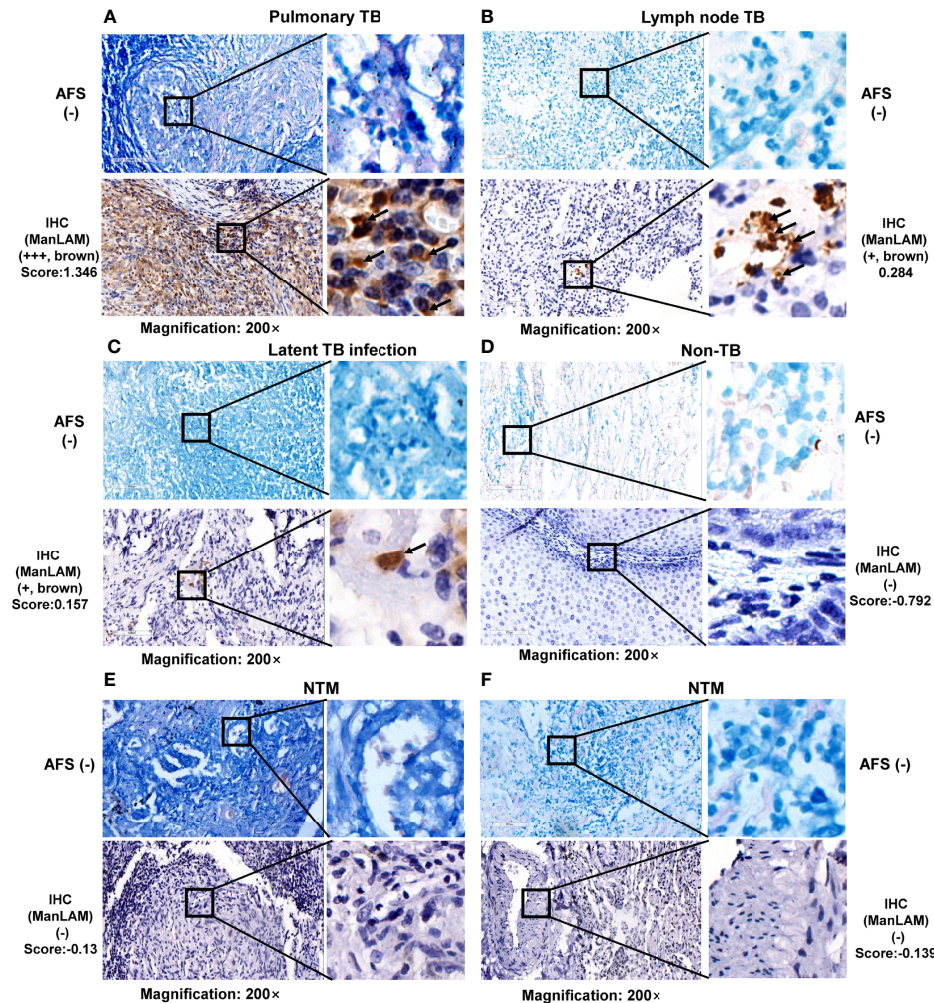 A
Pulmonary TB
AFS
(-)
IHC
(ManLAM)
(+++, brown)
Score:1.346
Magnification: 200×
B
Lymph node TB
AFS
(-)
IHC
(ManLAM)
(+, brown)
0.284
Magnification: 200×
C
Latent TB infection
AFS
(-)
IHC
(ManLAM)
(+, brown)
Score:0.157
Magnification: 200×
D
Non-TB
AFS
(-)
IHC
(ManLAM)
(-)
Score:-0.792
Magnification: 200×
E
NTM
AFS (-)
IHC
(ManLAM)
(-)
Score:-0.13
Magnification: 200×
F
NTM
AFS (-)
IHC
(ManLAM)
(-)
Score:-0.139
Magnification: 200×